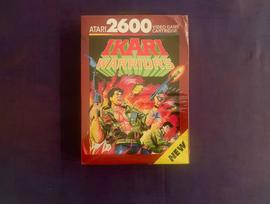 ATARI 2600 VIDEO GAME CARTRIDGE
IKARI
WARRIORS
NEW